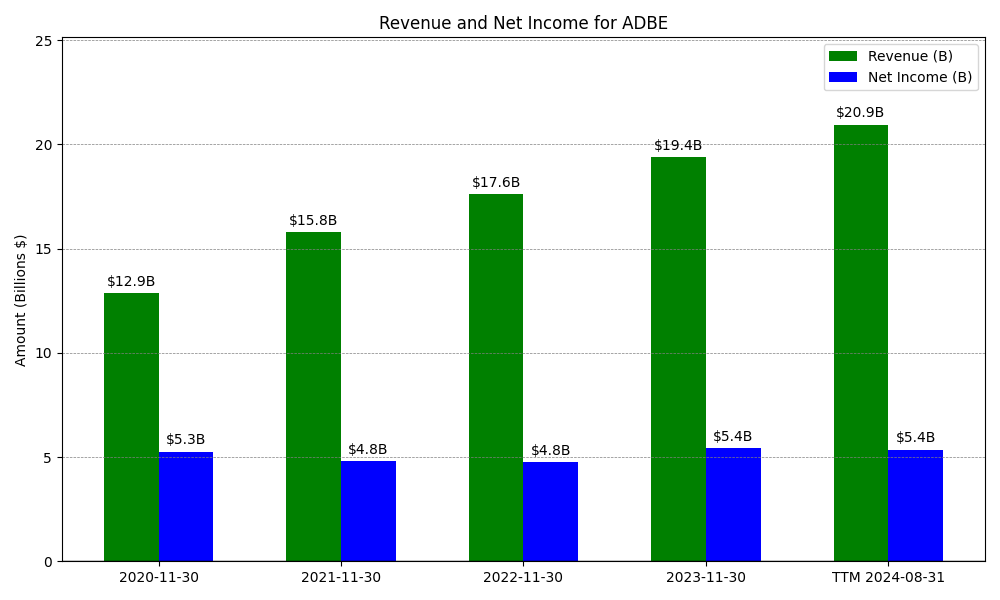 Revenue and Net Income for ADBE
Revenue (B)
Net Income (B)
Amount (Billions $)
25
20
15
10
5
0
$12.9B
$5.3B
$15.8B
$4.8B
$17.6B
$4.8B
$19.4B
$5.4B
$20.9B
$5.4B
2020-11-30
2021-11-30
2022-11-30
2023-11-30
TTM 2024-08-31